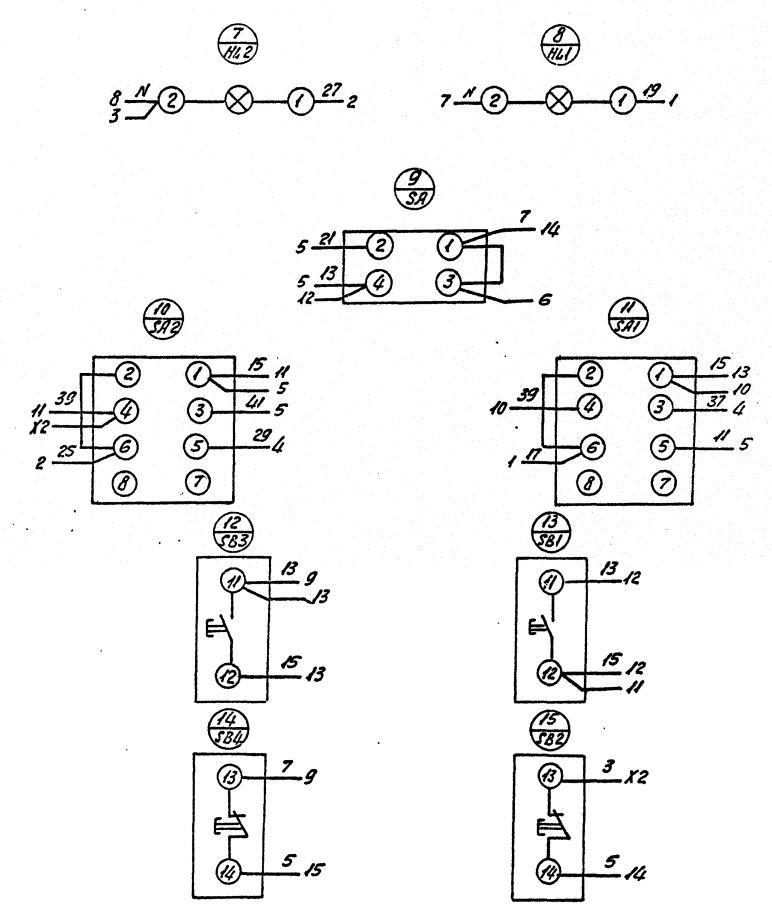 7 8
HL2 HL1
8 N 2 1 27 2
3
7 N 2 1 19 1
9
SA
5 21 2 1 7 14
5 13 4 3
12 6
10 11
SA2 SA1
2 1 15 11
5
39 4 3 41 5
11
X2
25 6 5 29 4
2
8 7
2 1 15 13
10
10 39 4 3 37 4
1 17 6 5 11 5
8 7
12 13
SB3 SB1
11 13 9
13
12 15 13
11 13 12
12 15 12
11
14 15
SB4 SB2
13 7 9
14 5 15
13 3 X2
14 5 14